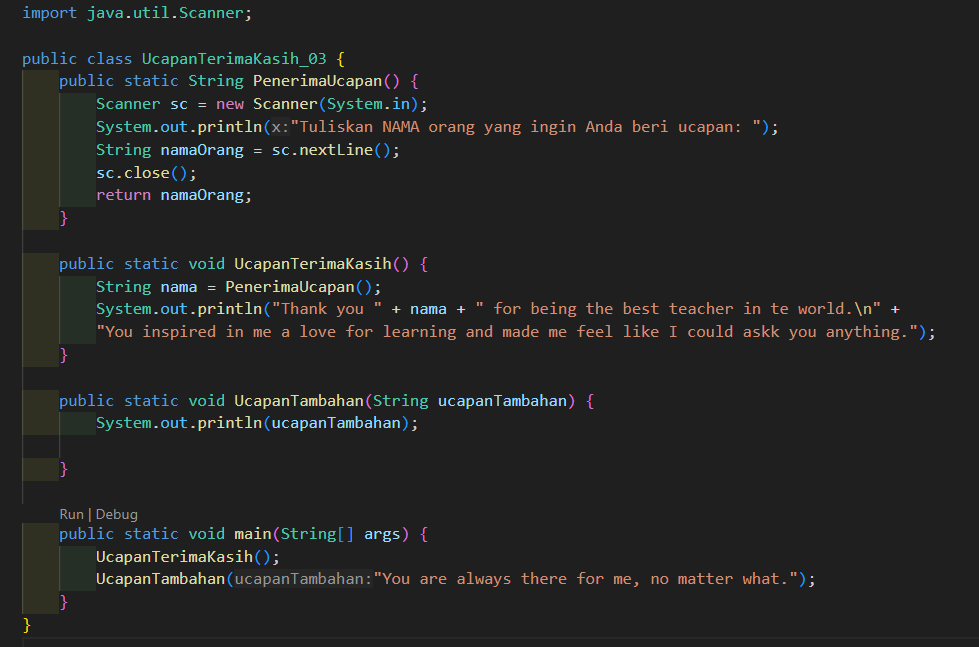 import java.util.Scanner;
public class UcapanTerimaKasih_03 {
public static String PenerimaUcapan() {
Scanner sc = new Scanner(System.in);
System.out.println(x:"Tuliskan NAMA orang yang ingin Anda beri ucapan: ");
String namaOrang = sc.nextLine();
sc.close();
return namaOrang;
}
public static void UcapanTerimaKasih() {
String nama = PenerimaUcapan();
System.out.println("Thank you " + nama + " for being the best teacher in te world.\n" +
"You inspired in me a love for learning and made me feel like I could askk you anything.");
}
public static void UcapanTambahan(String ucapanTambahan) {
System.out.println(ucapanTambahan);
}
Run | Debug
public static void main(String[] args) {
UcapanTerimaKasih();
UcapanTambahan(ucapanTambahan:"You are always there for me, no matter what.");
}
}